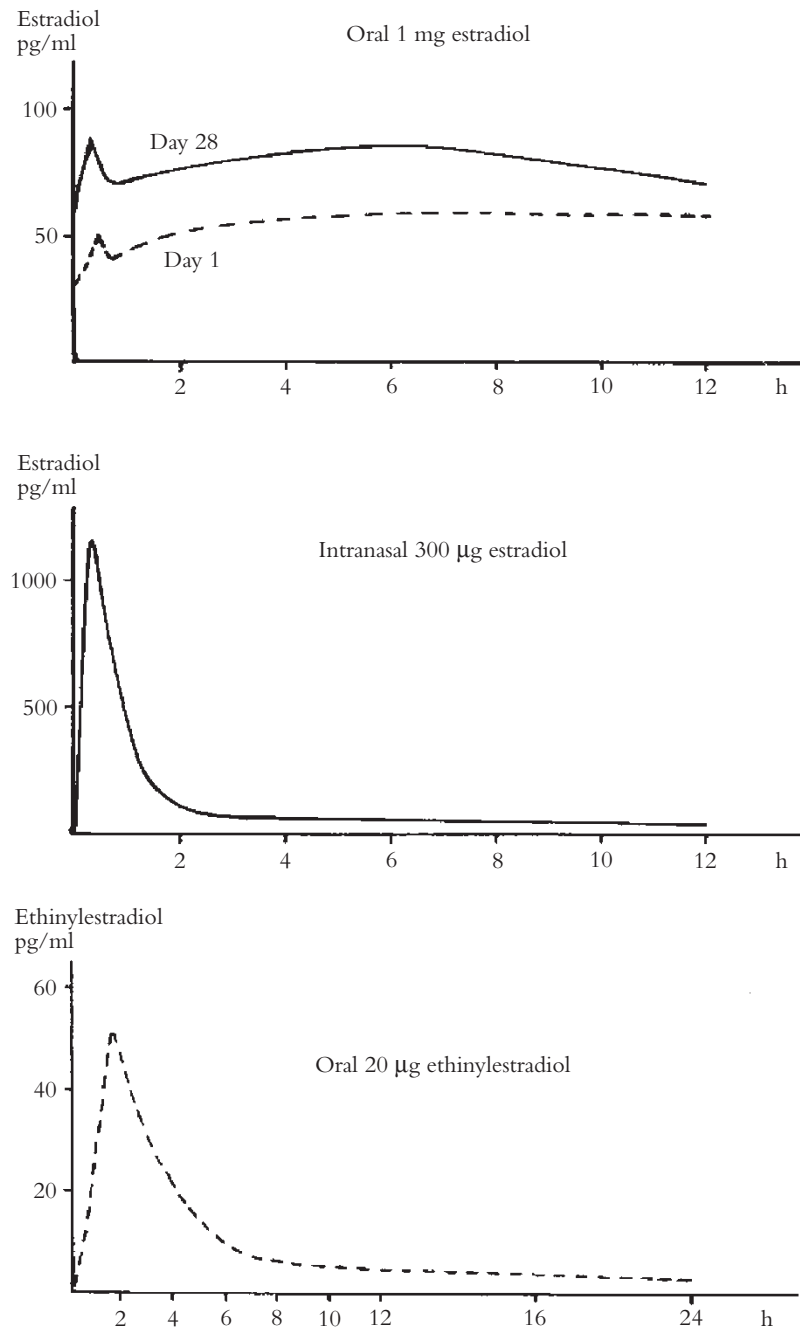 Estradiol
pg/ml
Oral 1 mg estradiol
100
Day 28
50
Day 1
2 4 6 8 10 12 h
Estradiol
pg/ml
Intranasal 300 μg estradiol
1000
500
2 4 6 8 10 12 h
Ethinylestradiol
pg/ml
60
Oral 20 μg ethinylestradiol
40
20
2 4 6 8 10 12 16 24 h